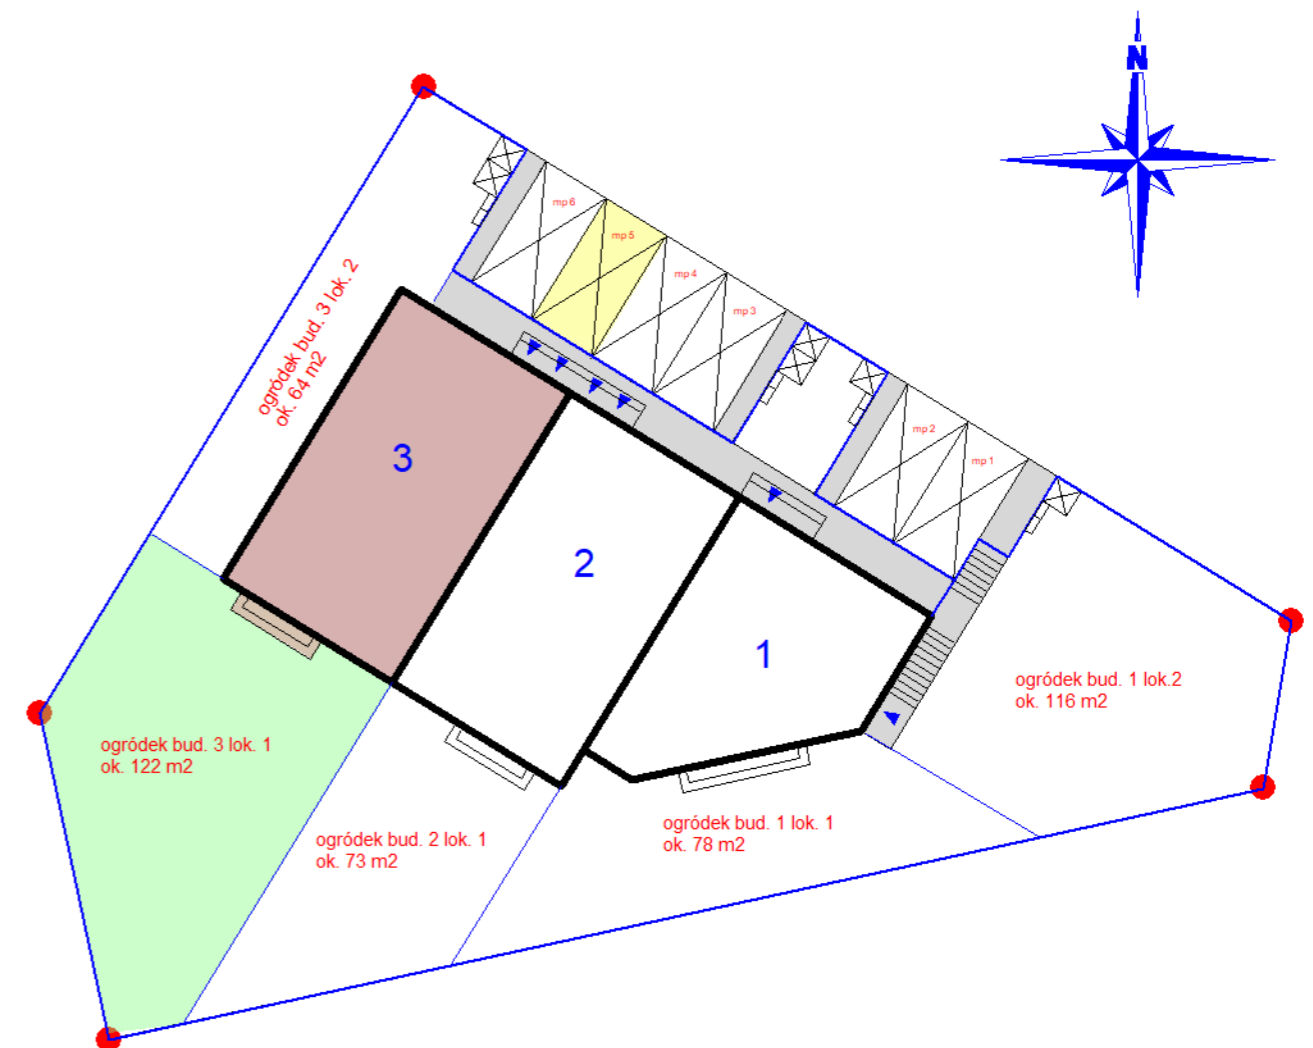 N
mp 6
mp 5
mp 4
mp 3
mp 2
mp 1
ogródek bud. 3 lok. 2
ok. 64 m2
3
2
1
ogródek bud. 1 lok.2
ok. 116 m2
ogródek bud. 3 lok. 1
ok. 122 m2
ogródek bud. 2 lok. 1
ok. 73 m2
ogródek bud. 1 lok. 1
ok. 78 m2